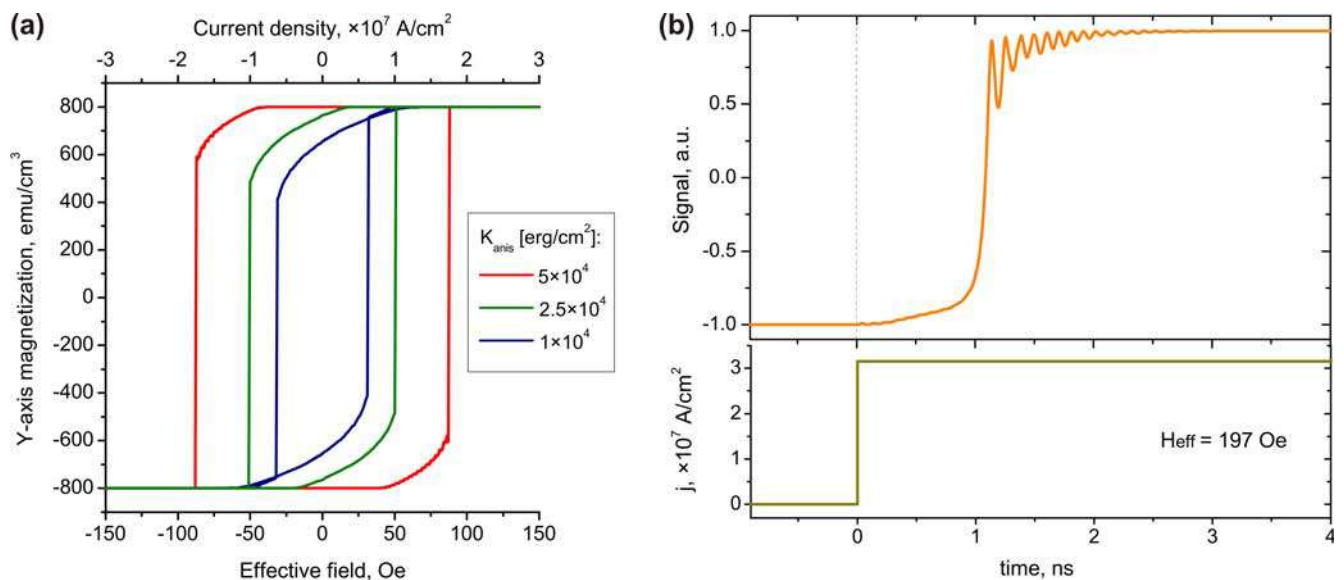 (a)
Current density, ×10⁷ A/cm²
-3 -2 -1 0 1 2 3
Y-axis magnetization, emu/cm³
800
600
400
200
0
-200
-400
-600
-800
K_anis [erg/cm²]:
5×10⁴
2.5×10⁴
1×10⁴
-150 -100 -50 0 50 100 150
Effective field, Oe
(b)
Signal, a.u.
1.0
0.5
0.0
-0.5
-1.0
j, ×10⁷ A/cm²
3
2
1
0
Heff = 197 Oe
0 1 2 3 4
time, ns